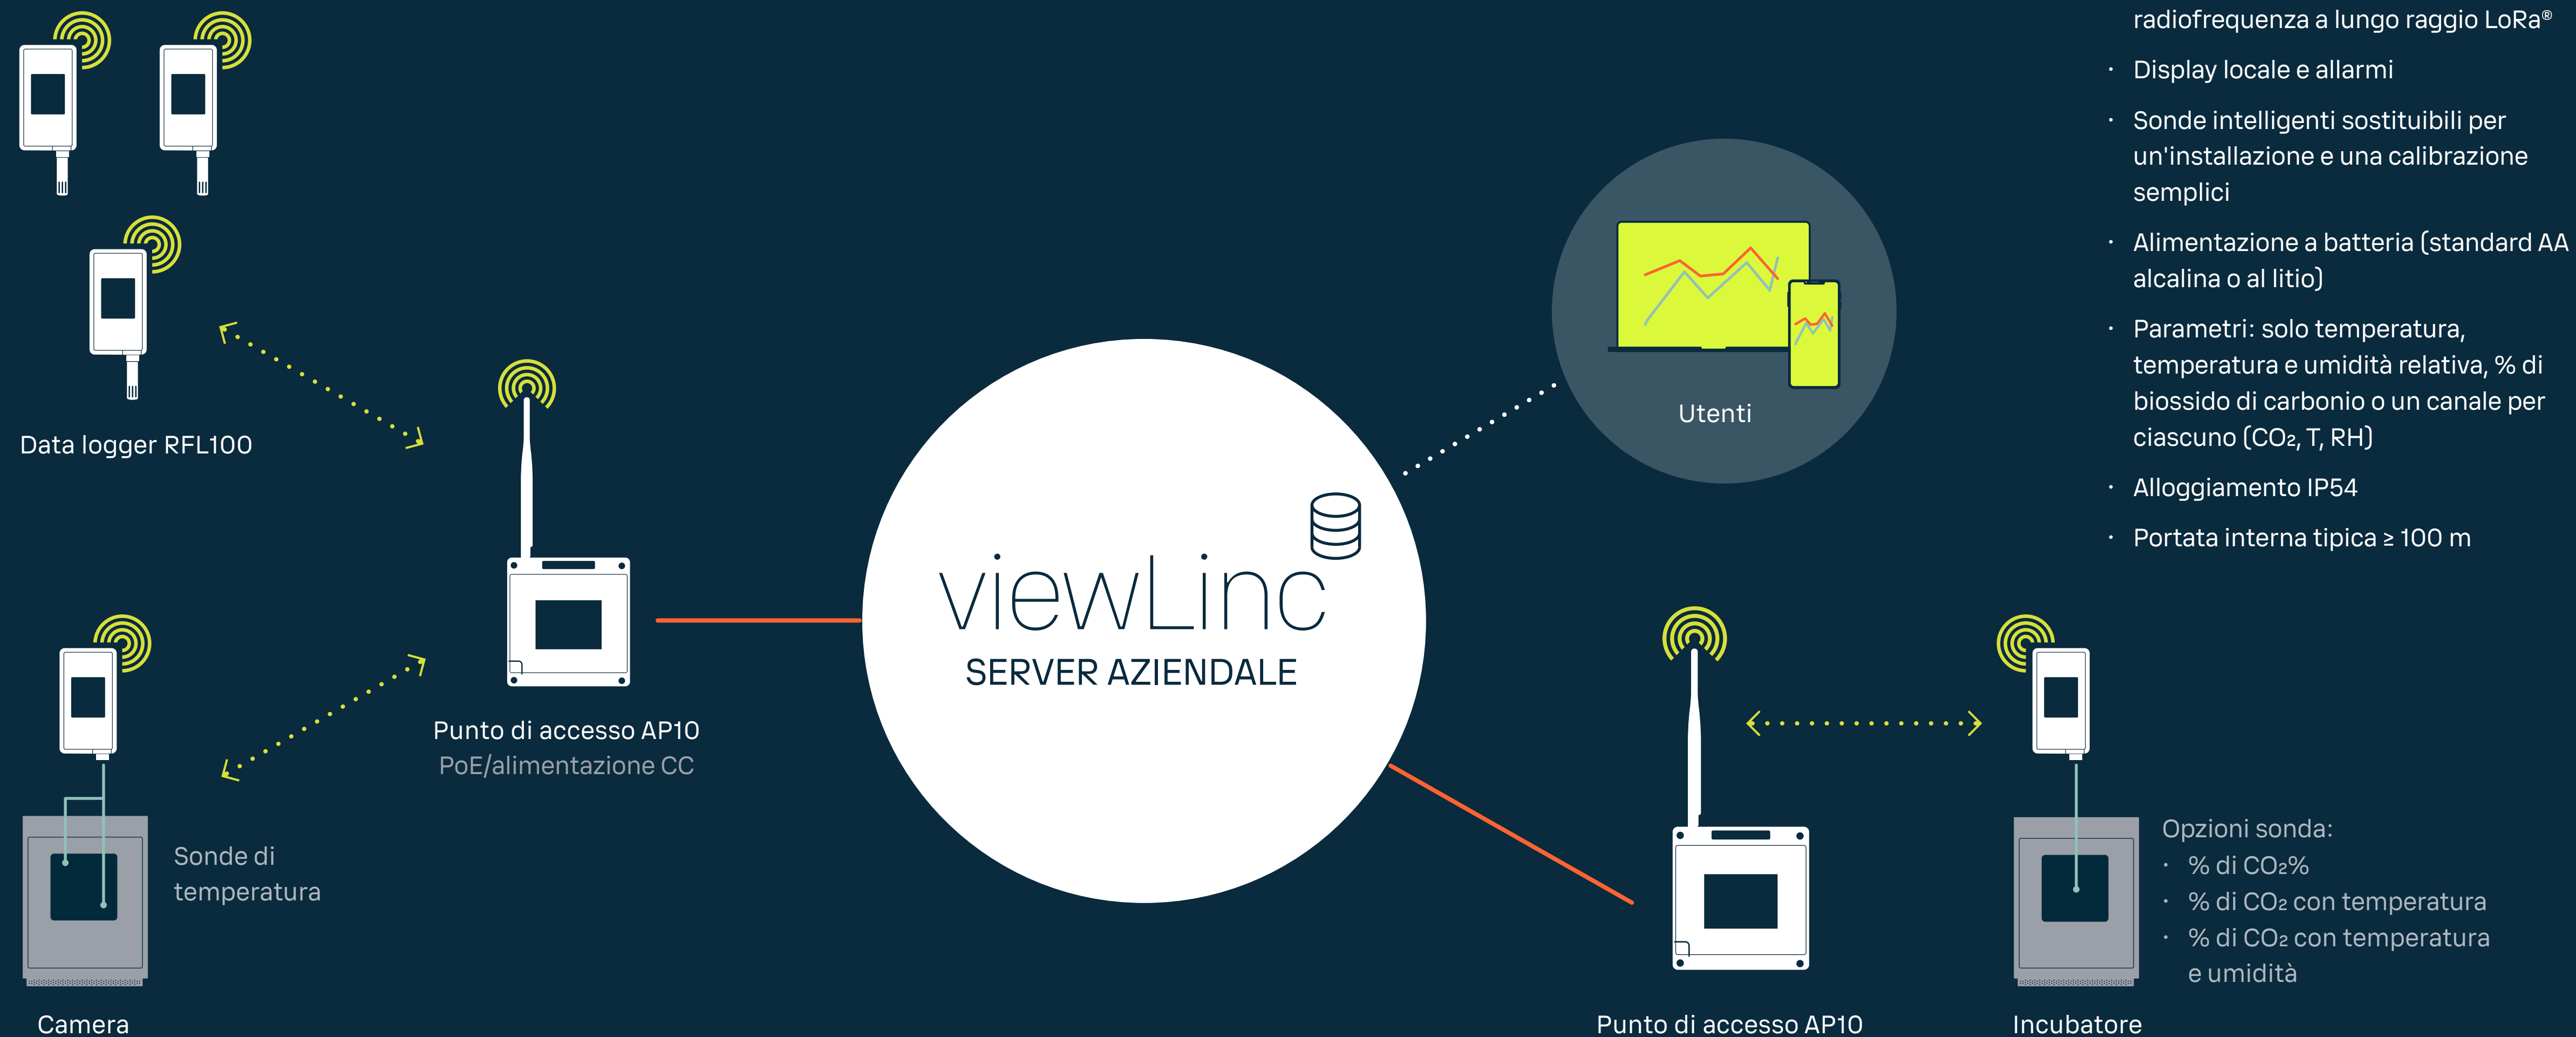 radiofrequenza a lungo raggio LoRa®
· Display locale e allarmi
· Sonde intelligenti sostituibili per
un'installazione e una calibrazione
semplici
· Alimentazione a batteria (standard AA
alcalina o al litio)
· Parametri: solo temperatura,
temperatura e umidità relativa, % di
biossido di carbonio o un canale per
ciascuno (CO₂, T, RH)
· Alloggiamento IP54
· Portata interna tipica ≥ 100 m
Utenti
Data logger RFL100
viewLinc
SERVER AZIENDALE
Punto di accesso AP10
PoE/alimentazione CC
Sonde di
temperatura
Camera
Opzioni sonda:
· % di CO₂%
· % di CO₂ con temperatura
· % di CO₂ con temperatura
e umidità
Punto di accesso AP10
Incubatore